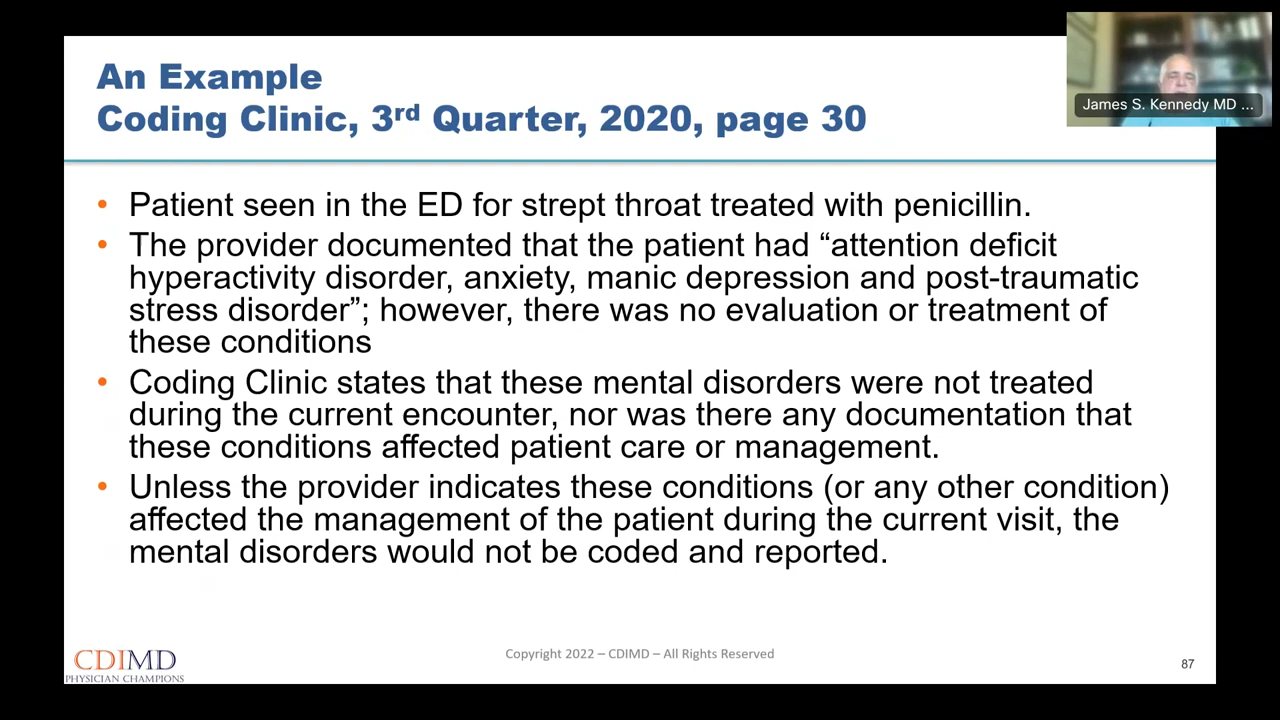 An Example
Coding Clinic, 3rd Quarter, 2020, page 30
James S. Kennedy MD ...
• Patient seen in the ED for strept throat treated with penicillin.
• The provider documented that the patient had “attention deficit
hyperactivity disorder, anxiety, manic depression and post-traumatic
stress disorder”; however, there was no evaluation or treatment of
these conditions
• Coding Clinic states that these mental disorders were not treated
during the current encounter, nor was there any documentation that
these conditions affected patient care or management.
• Unless the provider indicates these conditions (or any other condition)
affected the management of the patient during the current visit, the
mental disorders would not be coded and reported.
CDIMD
PHYSICIAN CHAMPIONS
Copyright 2022 – CDIMD – All Rights Reserved
87